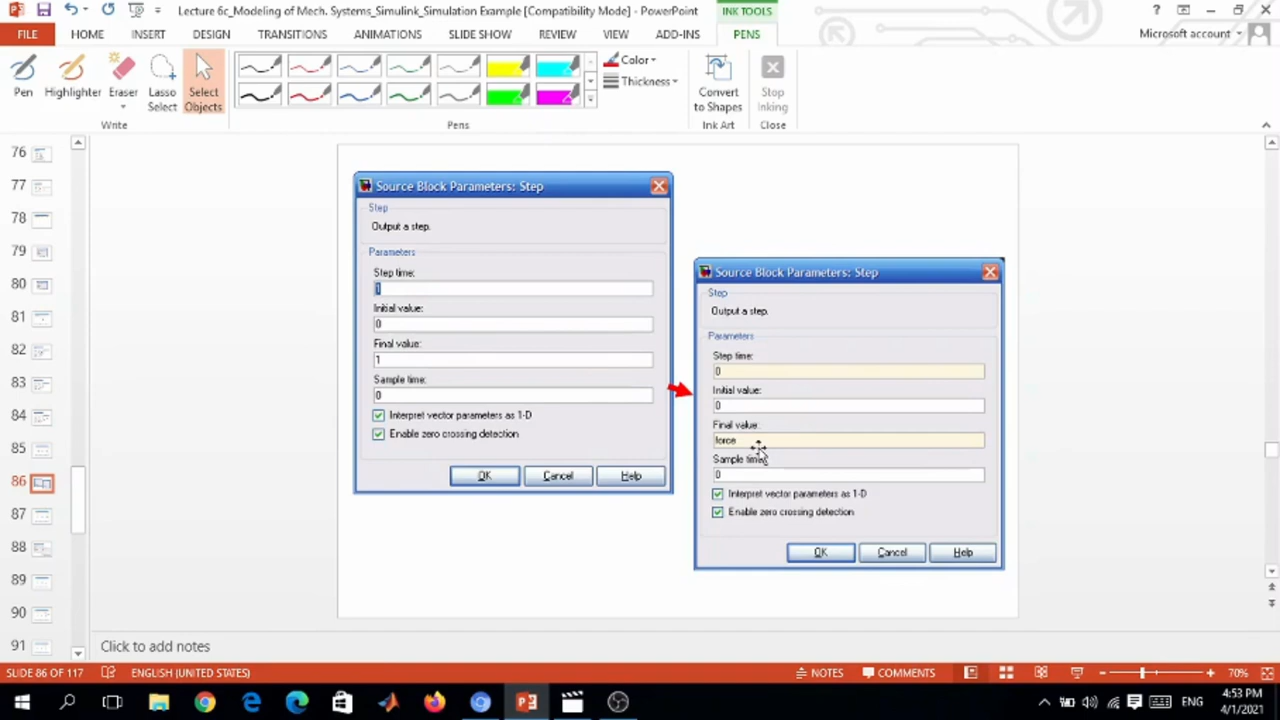 Lecture 6c_Modeling of Mech. Systems_Simulink_Simulation Example [Compatibility Mode] - PowerPoint
INK TOOLS
FILE HOME INSERT DESIGN TRANSITIONS ANIMATIONS SLIDE SHOW REVIEW VIEW ADD-INS PENS
Microsoft account
Pen
Highlighter
Eraser
Lasso
Select
Select
Objects
Color
Thickness
Convert
to Shapes
Stop
Inking
Write
Pens
Ink Art
Close
76
77
78
79
80
81
82
83
84
85
86
87
88
89
90
91
Source Block Parameters: Step
Step
Output a step.
Parameters
Step time:
1
Initial value:
0
Final value:
1
Sample time:
0
Interpret vector parameters as 1-D
Enable zero crossing detection
OK Cancel Help
Source Block Parameters: Step
Step
Output a step.
Parameters
Step time:
0
Initial value:
0
Final value:
force
Sample time:
0
Interpret vector parameters as 1-D
Enable zero crossing detection
OK Cancel Help
Click to add notes
SLIDE 86 OF 117
ENGLISH (UNITED STATES)
NOTES
COMMENTS
70%
ENG
4:53 PM
4/1/2021